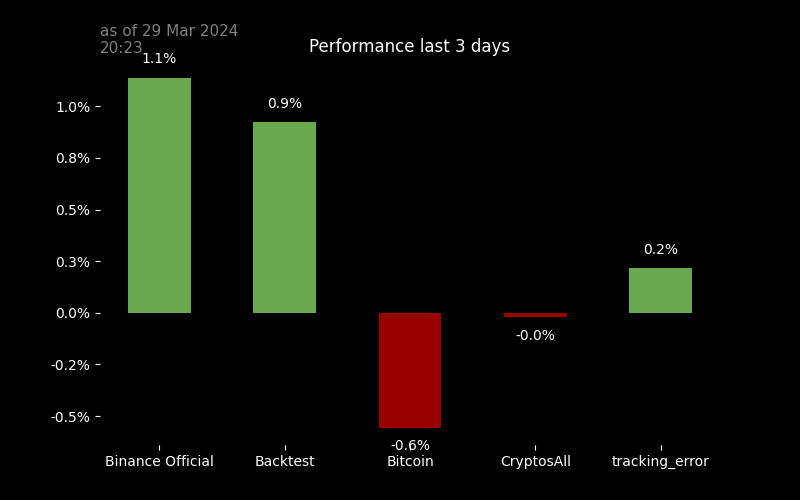 as of 29 Mar 2024
20:23
Performance last 3 days
1.1%
0.9%
-0.6%
-0.0%
0.2%
1.0%
0.8%
0.5%
0.3%
0.0%
-0.2%
-0.5%
Binance Official
Backtest
Bitcoin
CryptosAll
tracking_error